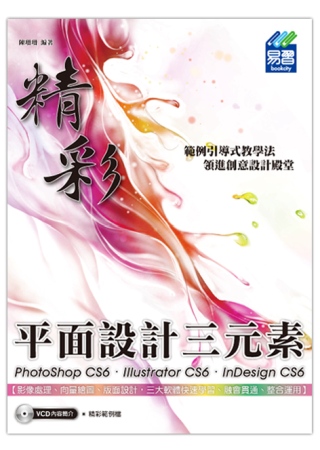 陳珊珊 編著
易習
bookcity
精彩
範例引導式教學法
領進創意設計殿堂
平面設計三元素
PhotoShop CS6 · Illustrator CS6 · InDesign CS6
【影像處理、向量繪圖、版面設計，三大軟體快速學習、融會貫通、整合運用】
VCD內容簡介
• 精彩範例檔